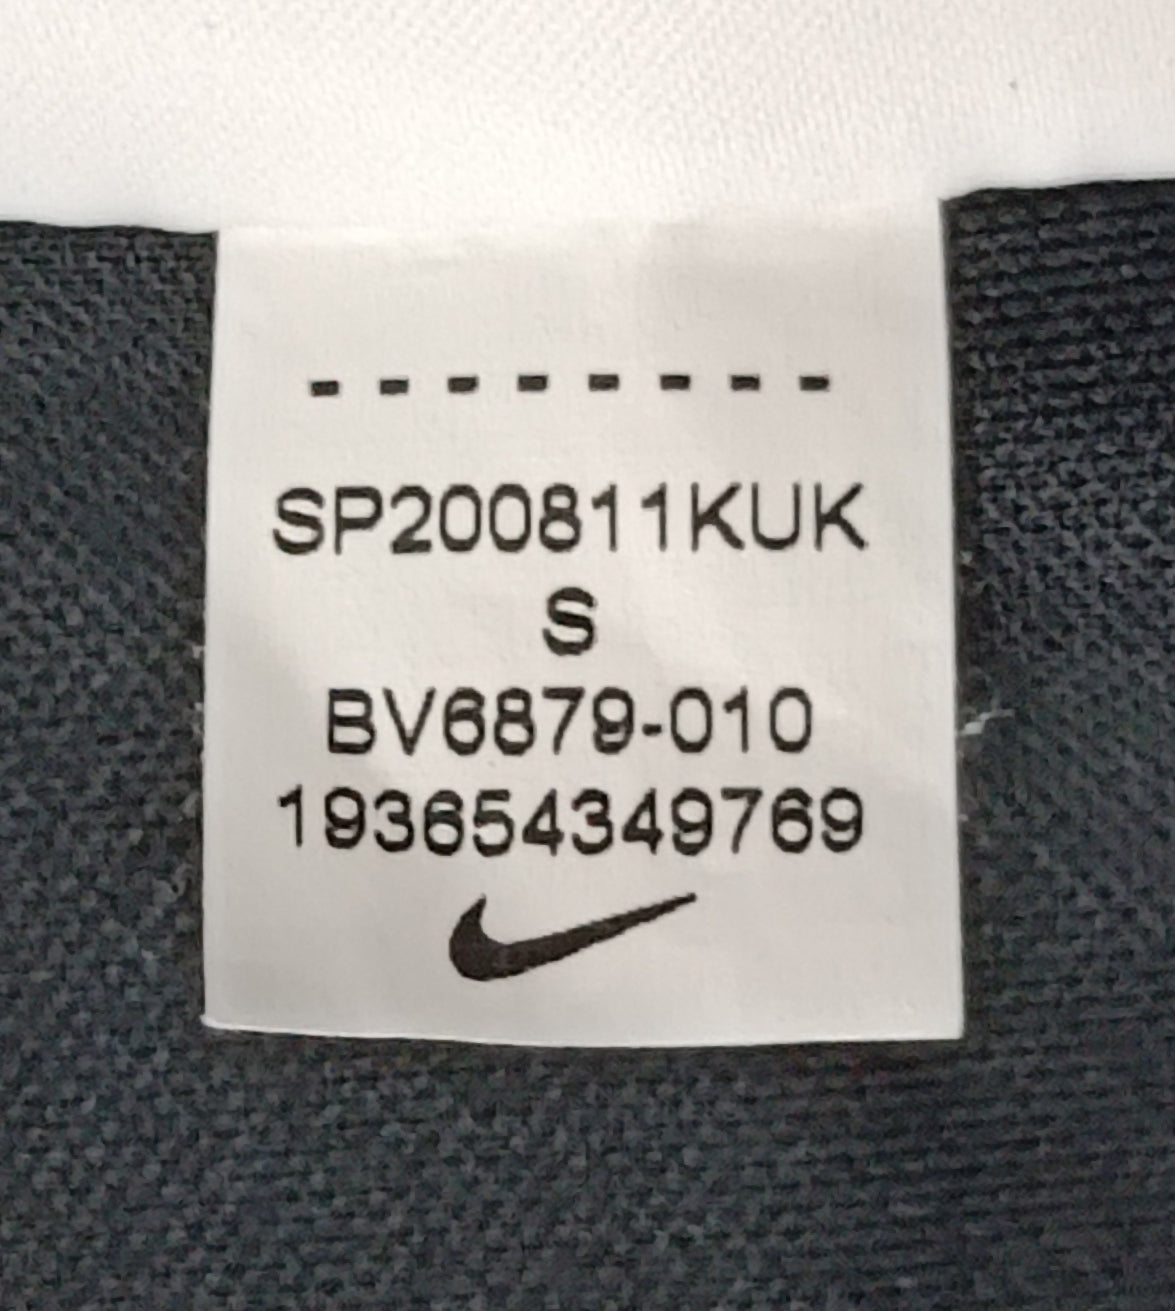 --------
SP200811KUK
S
BV6879-010
193654349769